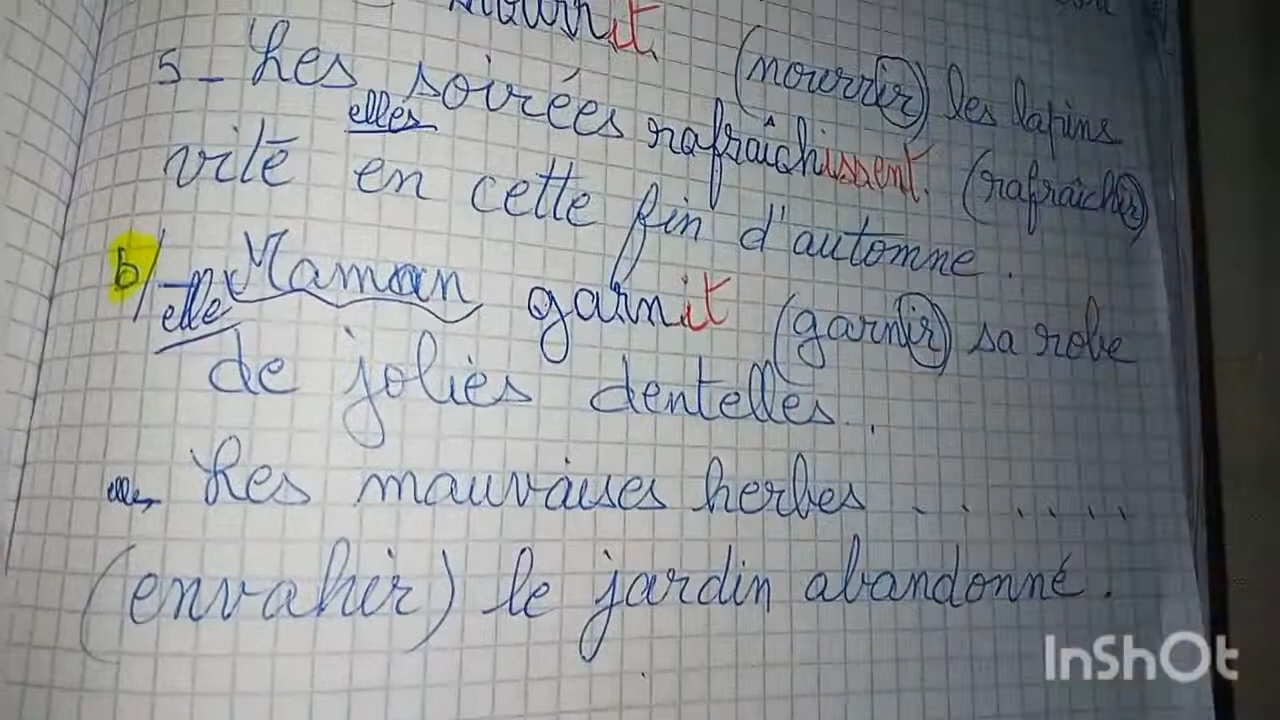 nourrit
(nourrir) les lapins
5 - Les soirées rafraîchissent. (rafraîchir)
elles
vite en cette fin d'automne.
b/ - Maman garnit (garnir) sa robe
elle
de jolies dentelles..
elles Les mauvaises herbes . . . . . . .
(envahir) le jardin abandonné.
InShOt